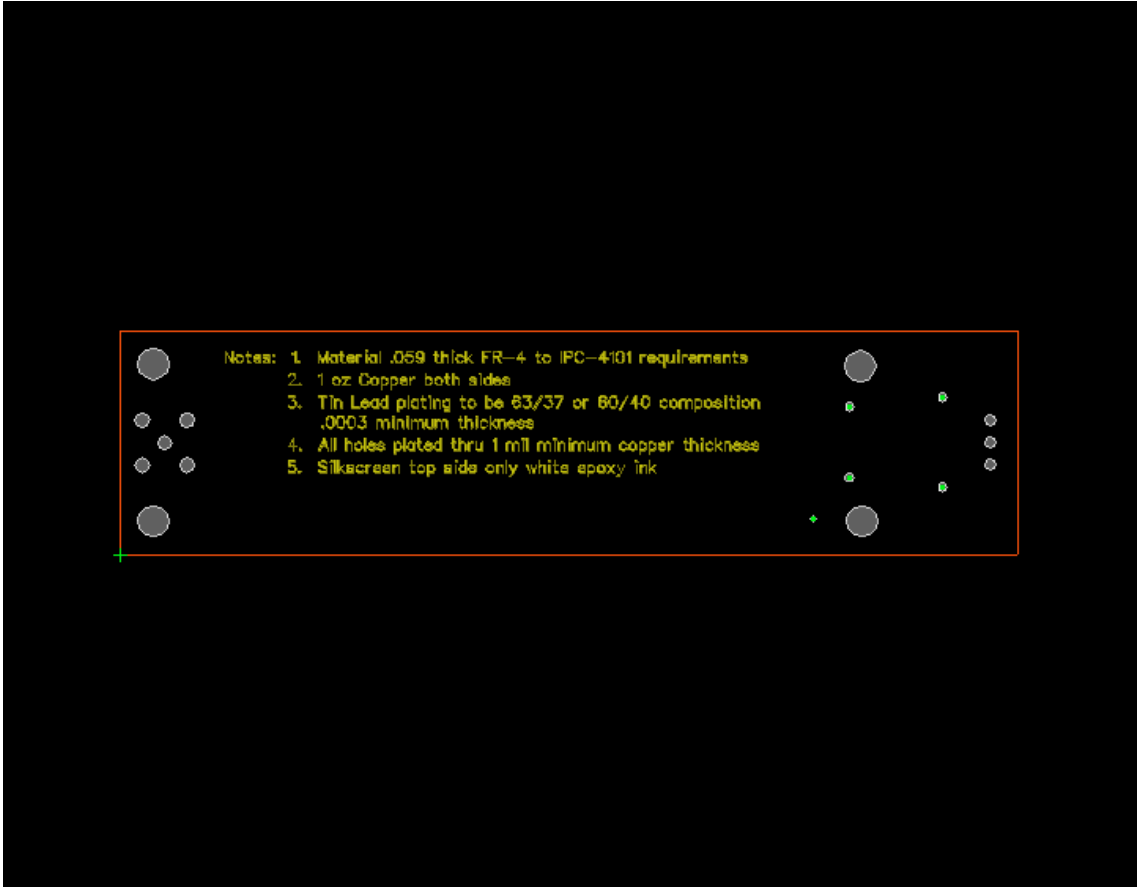 Notes: 1. Material .059 thick FR-4 to IPC-4101 requirements
2. 1 oz Copper both sides
3. Tin Lead plating to be 63/37 or 60/40 composition
.0003 minimum thickness
4. All holes plated thru 1 mil minimum copper thickness
5. Silkscreen top side only white epoxy ink